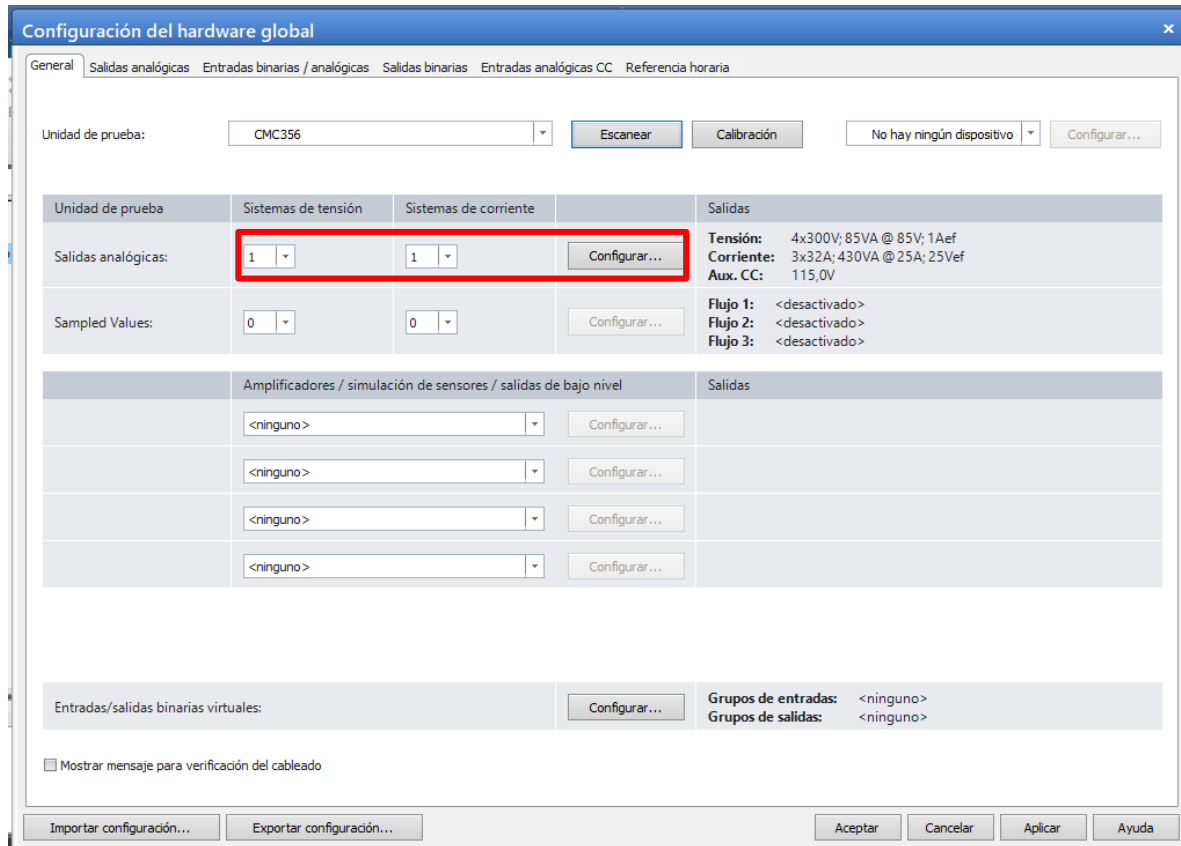 Configuración del hardware global x
General Salidas analógicas Entradas binarias / analógicas Salidas binarias Entradas analógicas CC Referencia horaria
Unidad de prueba: CMC356 Escanear Calibración No hay ningún dispositivo Configurar...
Unidad de prueba Sistemas de tensión Sistemas de corriente Salidas
Salidas analógicas: 1 1 Configurar...
Tensión: 4x300V; 85VA @ 85V; 1Aef
Corriente: 3x32A; 430VA @ 25A; 25Vef
Aux. CC: 115,0V
Sampled Values: 0 0 Configurar...
Flujo 1: <desactivado>
Flujo 2: <desactivado>
Flujo 3: <desactivado>
Amplificadores / simulación de sensores / salidas de bajo nivel Salidas
<ninguno> Configurar...
<ninguno> Configurar...
<ninguno> Configurar...
<ninguno> Configurar...
Entradas/salidas binarias virtuales: Configurar...
Grupos de entradas: <ninguno>
Grupos de salidas: <ninguno>
Mostrar mensaje para verificación del cableado
Importar configuración... Exportar configuración... Aceptar Cancelar Aplicar Ayuda